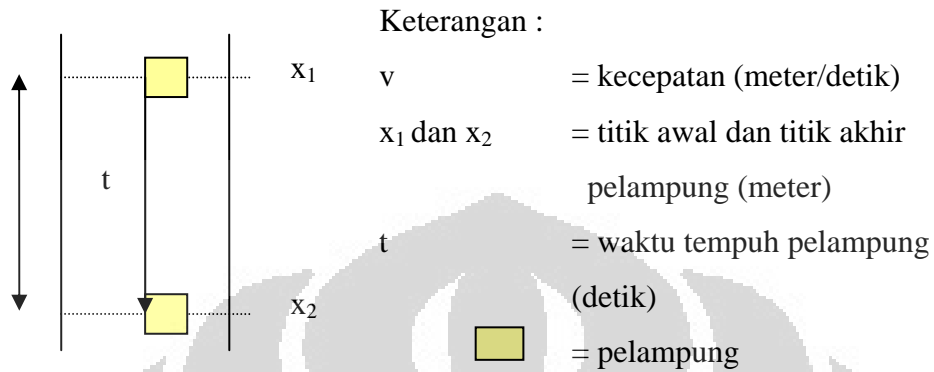 Keterangan :
x₁
v = kecepatan (meter/detik)
x₁ dan x₂ = titik awal dan titik akhir
pelampung (meter)
t
t = waktu tempuh pelampung
(detik)
x₂
= pelampung